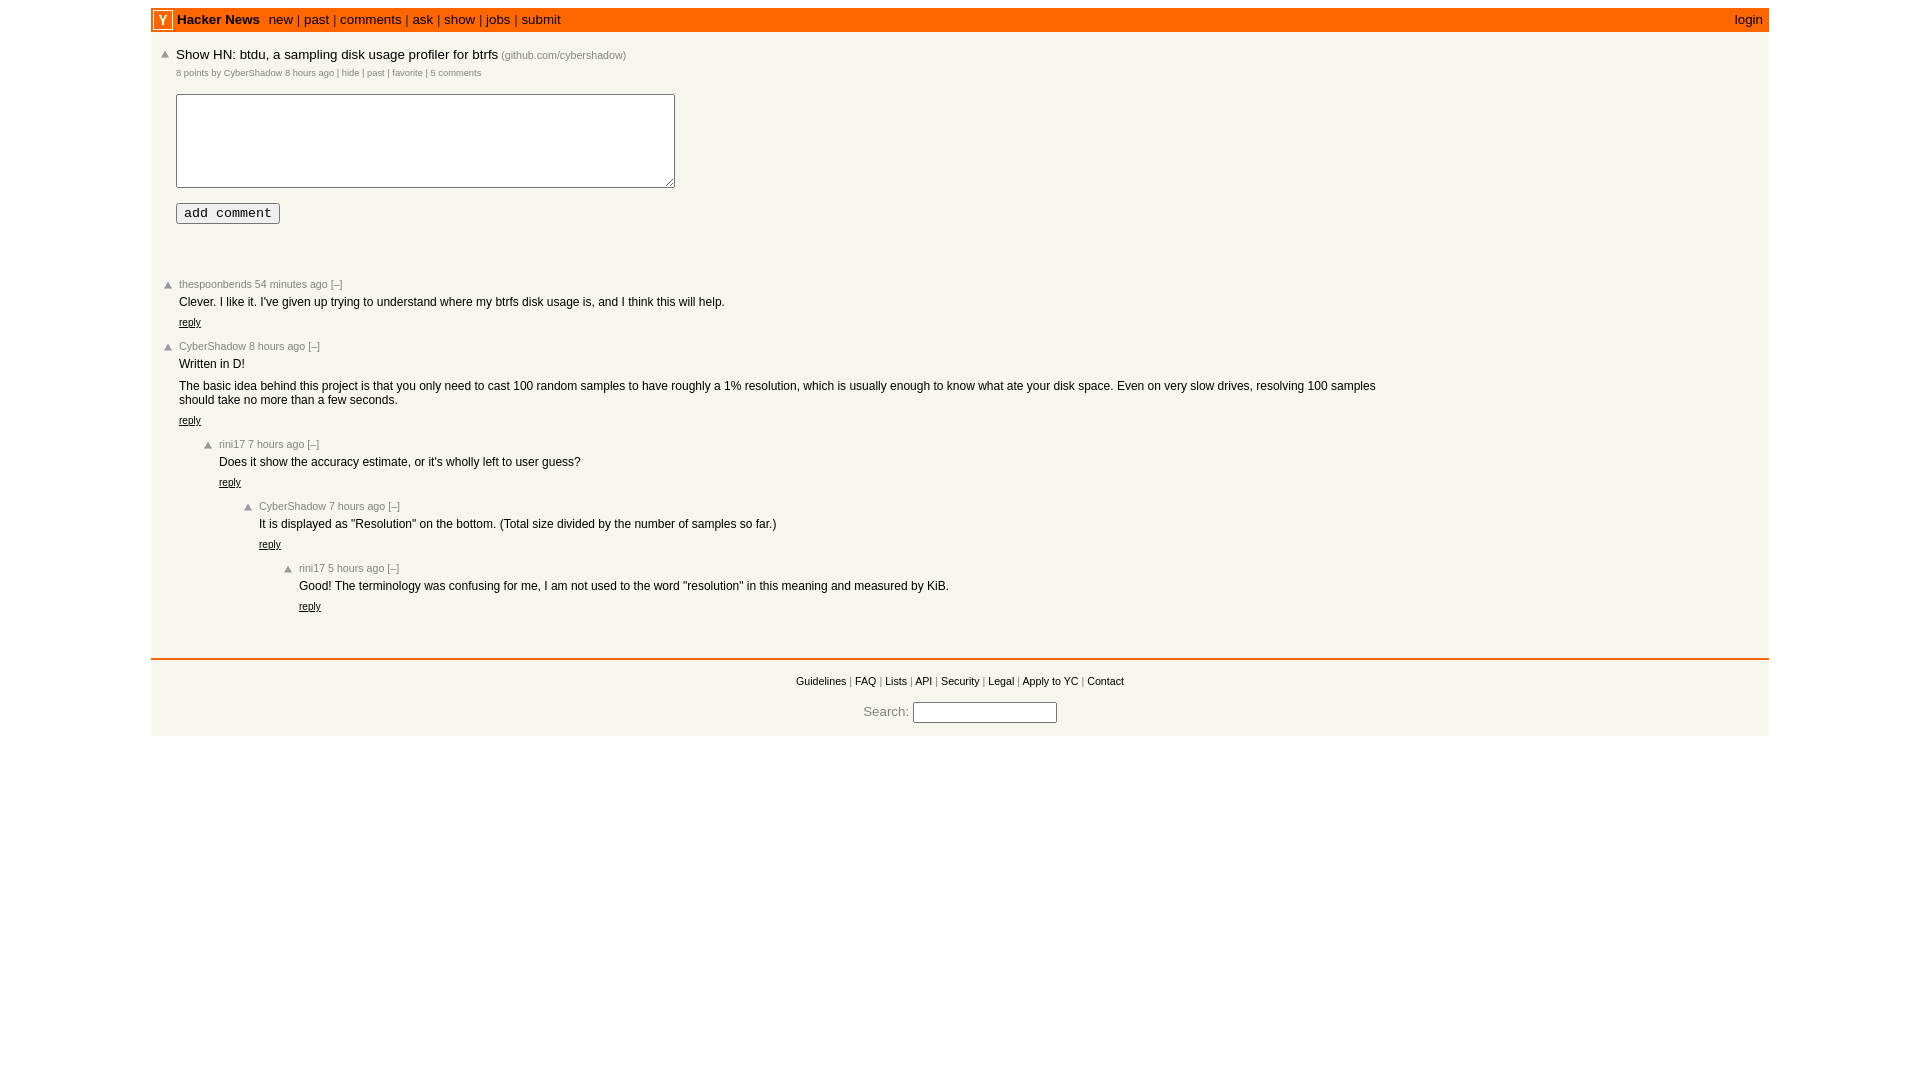 Y Hacker News new | past | comments | ask | show | jobs | submit login
Show HN: btdu, a sampling disk usage profiler for btrfs (github.com/cybershadow)
8 points by CyberShadow 8 hours ago | hide | past | favorite | 5 comments
add comment
thespoonbends 54 minutes ago [–]
Clever. I like it. I've given up trying to understand where my btrfs disk usage is, and I think this will help.
reply
CyberShadow 8 hours ago [–]
Written in D!
The basic idea behind this project is that you only need to cast 100 random samples to have roughly a 1% resolution, which is usually enough to know what ate your disk space. Even on very slow drives, resolving 100 samples
should take no more than a few seconds.
reply
rini17 7 hours ago [–]
Does it show the accuracy estimate, or it's wholly left to user guess?
reply
CyberShadow 7 hours ago [–]
It is displayed as "Resolution" on the bottom. (Total size divided by the number of samples so far.)
reply
rini17 5 hours ago [–]
Good! The terminology was confusing for me, I am not used to the word "resolution" in this meaning and measured by KiB.
reply
Guidelines | FAQ | Lists | API | Security | Legal | Apply to YC | Contact
Search: